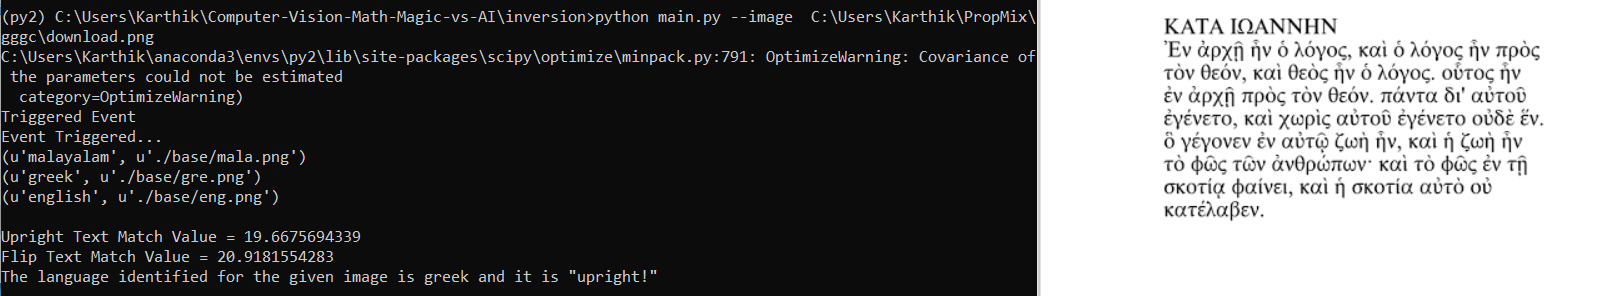 (py2) C:\Users\Karthik\Computer-Vision-Math-Magic-vs-AI\inversion>python main.py --image  C:\Users\Karthik\PropMix\
gggc\download.png
C:\Users\Karthik\anaconda3\envs\py2\lib\site-packages\scipy\optimize\minpack.py:791: OptimizeWarning: Covariance of
 the parameters could not be estimated
  category=OptimizeWarning)
Triggered Event
Event Triggered...
(u'malayalam', u'./base/mala.png')
(u'greek', u'./base/gre.png')
(u'english', u'./base/eng.png')
Upright Text Match Value = 19.6675694339
Flip Text Match Value = 20.9181554283
The language identified for the given image is greek and it is "upright!"
ΚΑΤΑ ΙΩΑΝΝΗΝ
Ἐν ἀρχῇ ἦν ὁ λόγος, καὶ ὁ λόγος ἦν πρὸς
τὸν θεόν, καὶ θεὸς ἦν ὁ λόγος. οὗτος ἦν
ἐν ἀρχῇ πρὸς τὸν θεόν. πάντα δι' αὐτοῦ
ἐγένετο, καὶ χωρὶς αὐτοῦ ἐγένετο οὐδὲ ἕν.
ὃ γέγονεν ἐν αὐτῷ ζωὴ ἦν, καὶ ἡ ζωὴ ἦν
τὸ φῶς τῶν ἀνθρώπων· καὶ τὸ φῶς ἐν τῇ
σκοτίᾳ φαίνει, καὶ ἡ σκοτία αὐτὸ οὐ
κατέλαβεν.